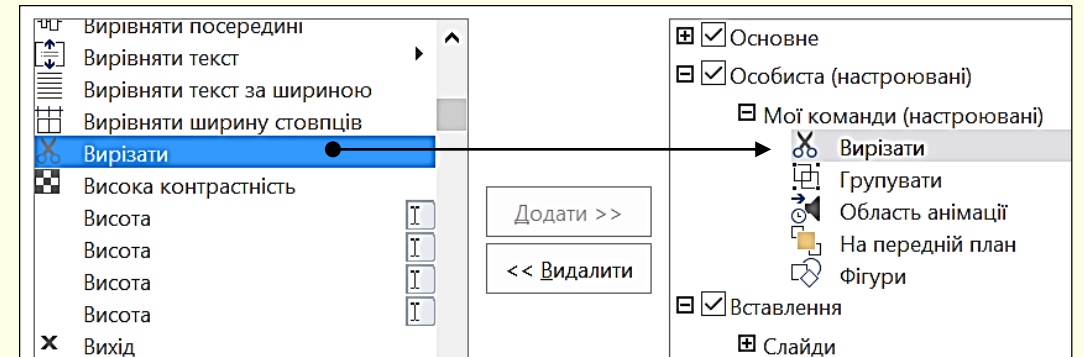 Вирівняти посередині
Вирівняти текст
Вирівняти текст за шириною
Вирівняти ширину стовпців
Вирізати
Висока контрастність
Висота
Висота
Висота
Висота
Вихід
Додати >>
<< Видалити
Основне
Особиста (настроювані)
Мої команди (настроювані)
Вирізати
Групувати
Область анімації
На передній план
Фігури
Вставлення
Слайди